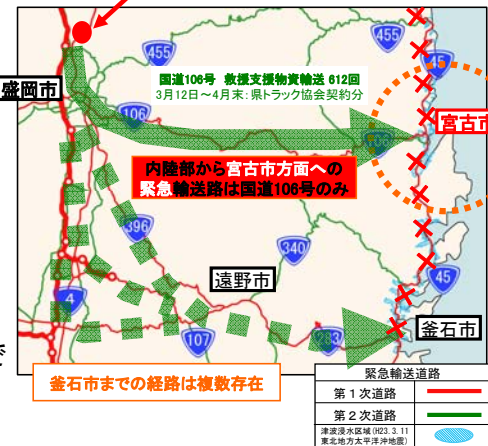 455
455
45
盛岡市
国道106号 救援支援物資輸送 612回
3月12日～4月末：県トラック協会契約分
106
106
宮古市
内陸部から宮古市方面への
緊急輸送路は国道106号のみ
396
340
遠野市
45
4
107
283
釜石市
釜石市までの経路は複数存在
緊急輸送道路
第１次道路
第２次道路
津波浸水区域(H23.3.11
東北地方太平洋沖地震)